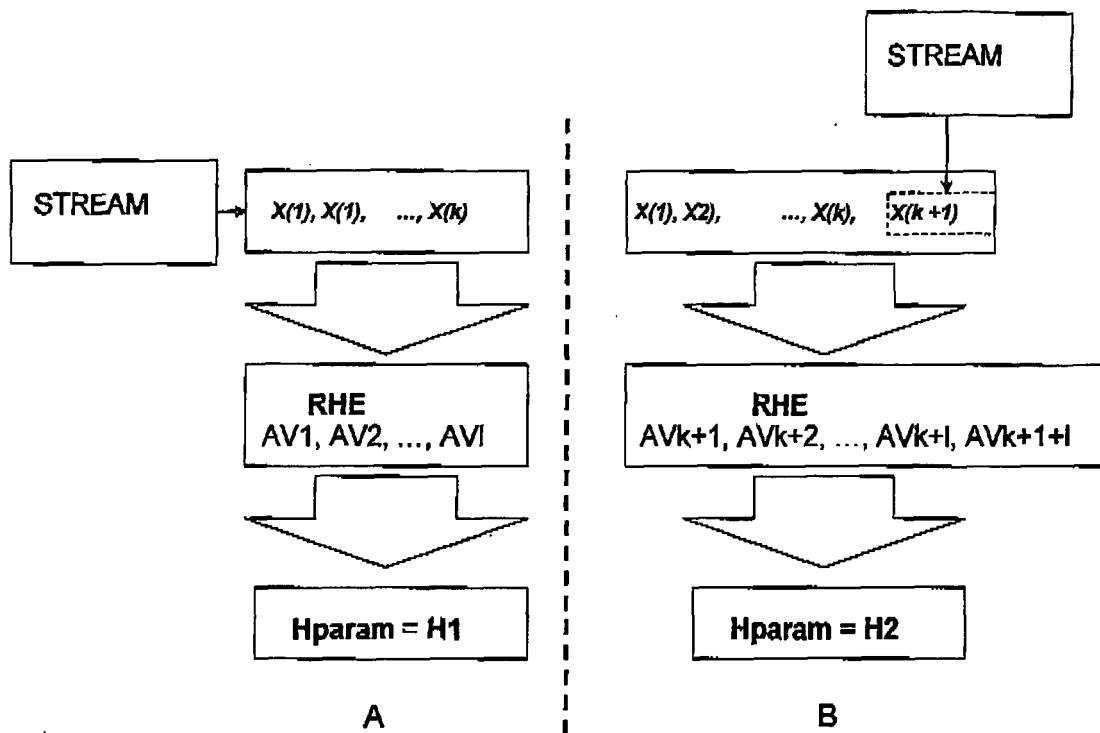 STREAM
X(1), X(1), ..., X(k)
RHE
AV1, AV2, ..., AVl
Hparam = H1
A
STREAM
X(1), X2), ..., X(k), X(k +1)
RHE
AVk+1, AVk+2, ..., AVk+l, AVk+1+l
Hparam = H2
B